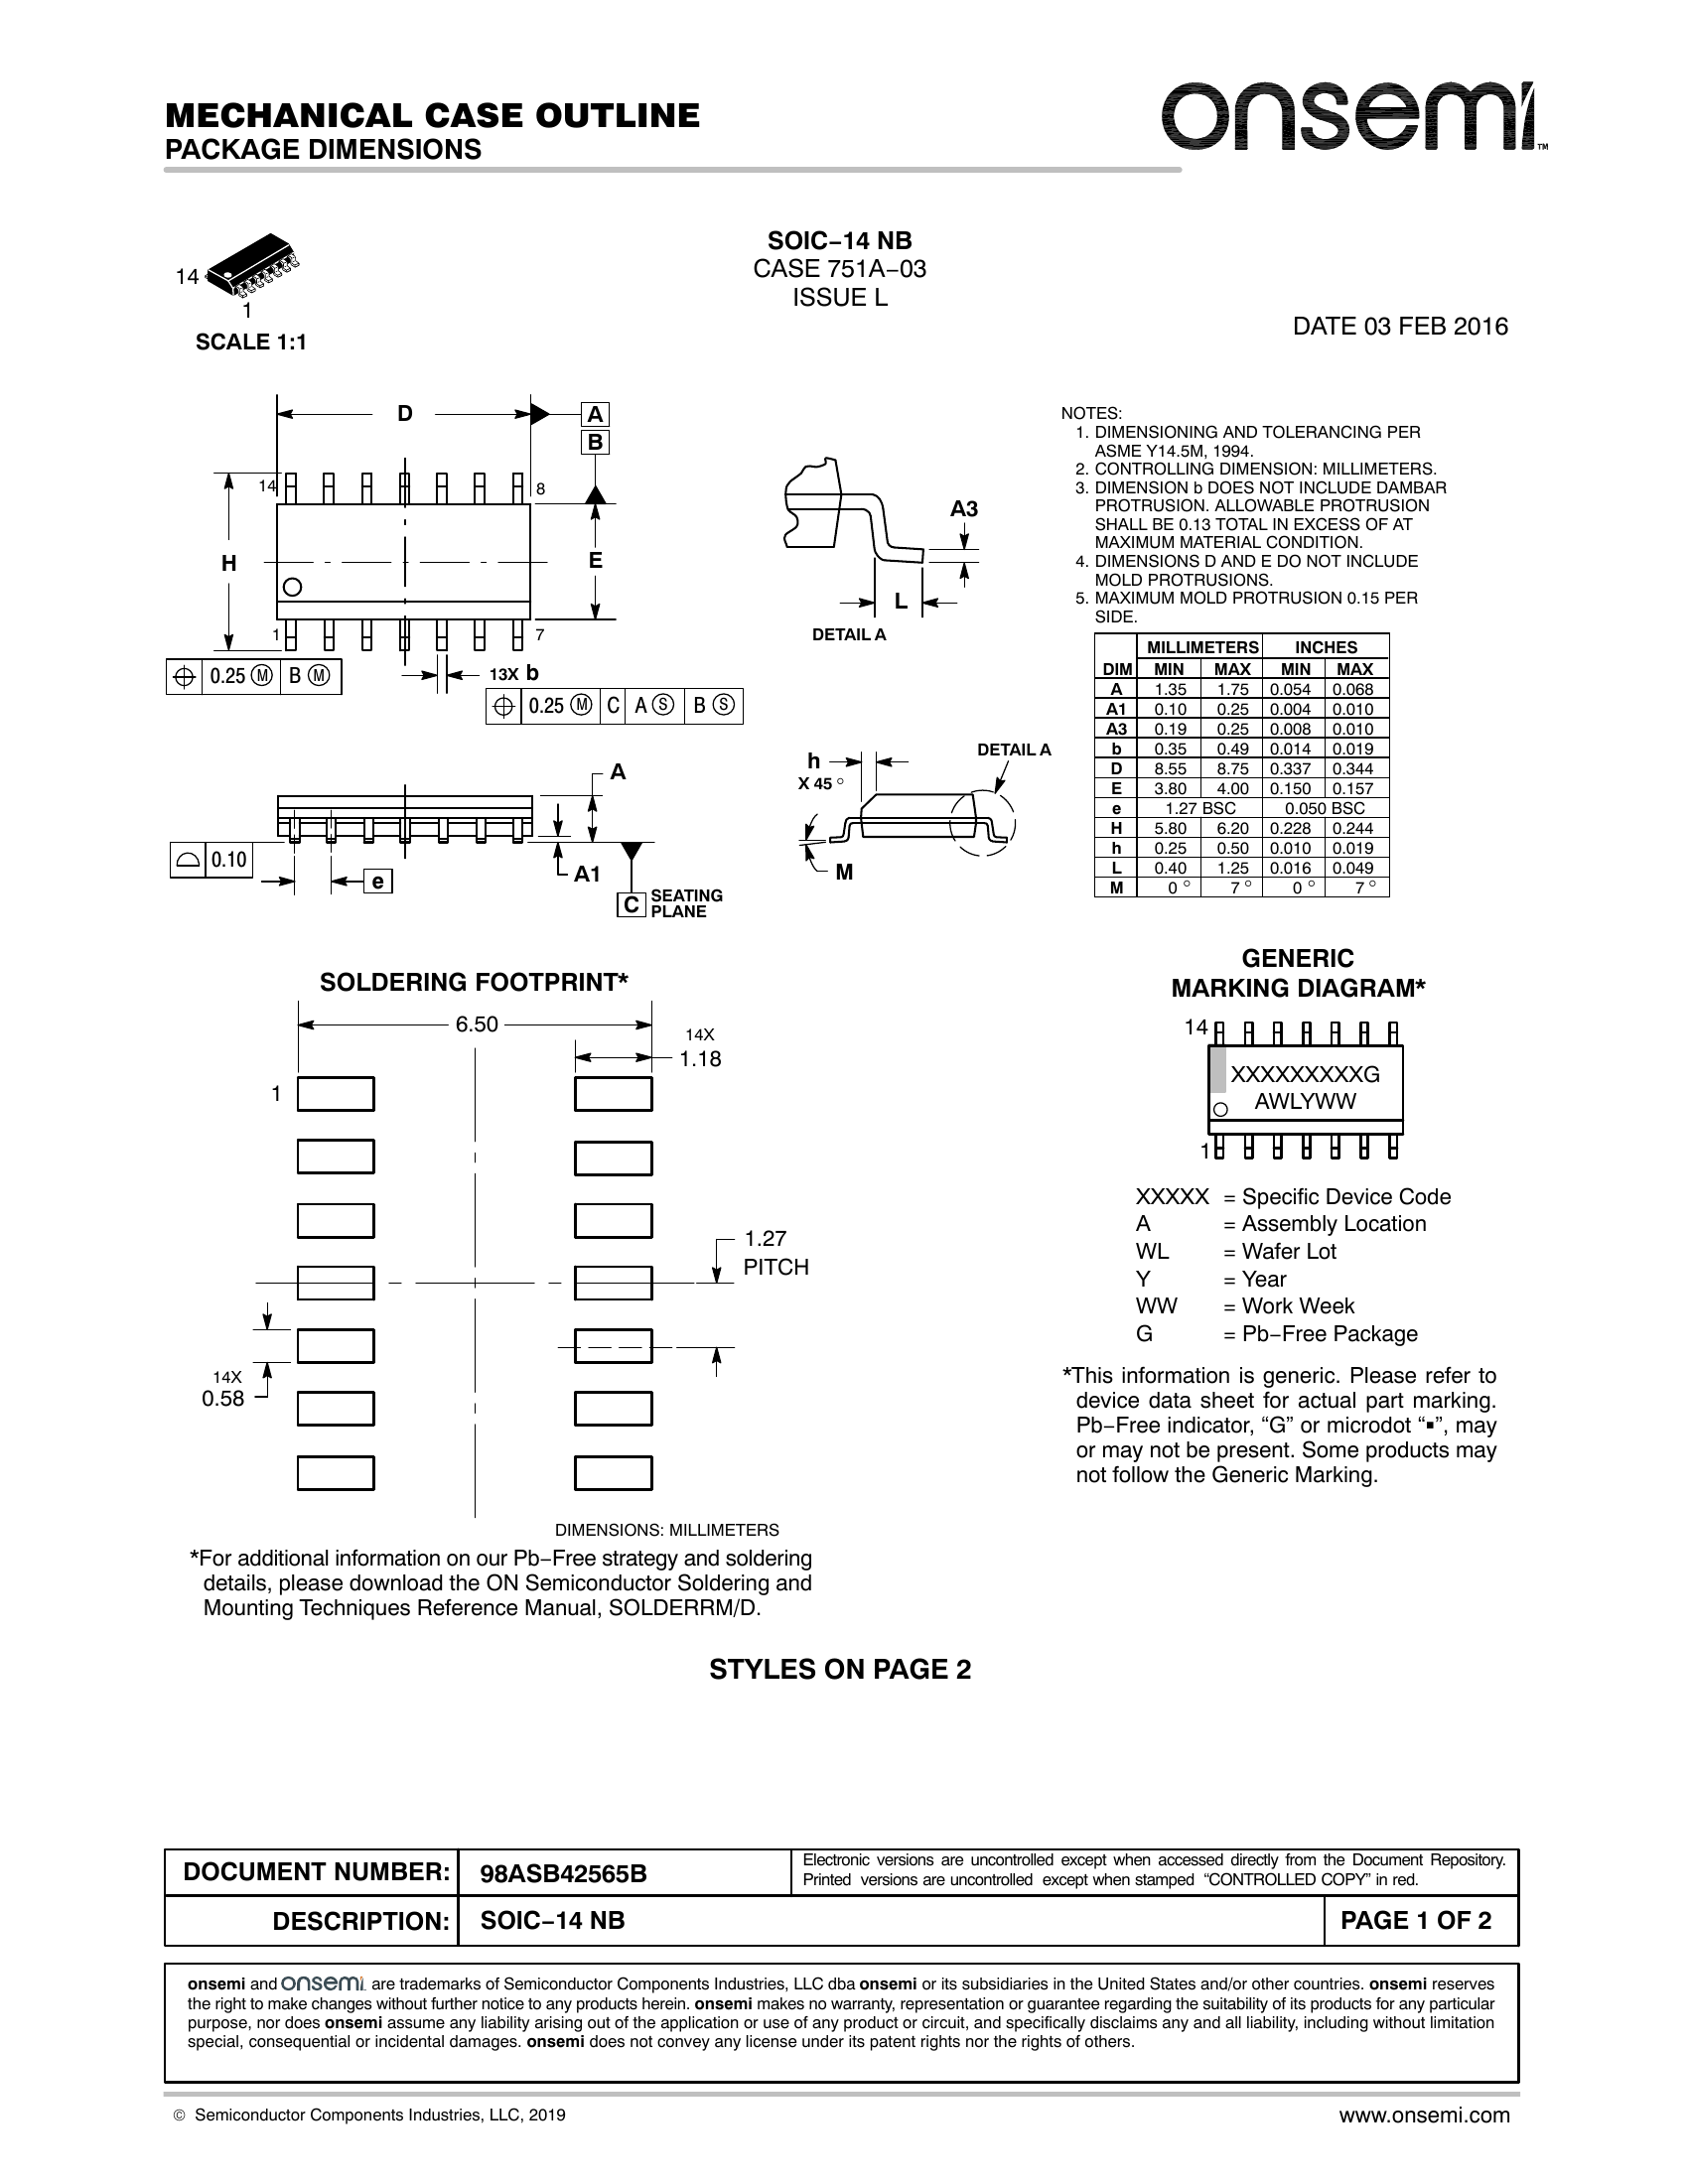 MECHANICAL CASE OUTLINE
PACKAGE DIMENSIONS
onsemi™
SOIC−14 NB
CASE 751A−03
ISSUE L
DATE 03 FEB 2016
14
1
SCALE 1:1
D
A
B
14
8
H
E
1
7
0.25 Ⓜ B Ⓜ
13X b
0.25 Ⓜ C A Ⓢ B Ⓢ
A3
L
DETAIL A
NOTES:
1. DIMENSIONING AND TOLERANCING PER
ASME Y14.5M, 1994.
2. CONTROLLING DIMENSION: MILLIMETERS.
3. DIMENSION b DOES NOT INCLUDE DAMBAR
PROTRUSION. ALLOWABLE PROTRUSION
SHALL BE 0.13 TOTAL IN EXCESS OF AT
MAXIMUM MATERIAL CONDITION.
4. DIMENSIONS D AND E DO NOT INCLUDE
MOLD PROTRUSIONS.
5. MAXIMUM MOLD PROTRUSION 0.15 PER
SIDE.
MILLIMETERS INCHES
DIM MIN MAX MIN MAX
A 1.35 1.75 0.054 0.068
A1 0.10 0.25 0.004 0.010
A3 0.19 0.25 0.008 0.010
b 0.35 0.49 0.014 0.019
D 8.55 8.75 0.337 0.344
E 3.80 4.00 0.150 0.157
e 1.27 BSC 0.050 BSC
H 5.80 6.20 0.228 0.244
h 0.25 0.50 0.010 0.019
L 0.40 1.25 0.016 0.049
M 0 ° 7 ° 0 ° 7 °
A
0.10
e
A1
C SEATING
PLANE
h
X 45 °
DETAIL A
M
SOLDERING FOOTPRINT*
6.50
14X
1.18
1
1.27
PITCH
14X
0.58
DIMENSIONS: MILLIMETERS
*For additional information on our Pb−Free strategy and soldering
details, please download the ON Semiconductor Soldering and
Mounting Techniques Reference Manual, SOLDERRM/D.
GENERIC
MARKING DIAGRAM*
14
XXXXXXXXXG
AWLYWW
1
XXXXX = Specific Device Code
A = Assembly Location
WL = Wafer Lot
Y = Year
WW = Work Week
G = Pb−Free Package
*This information is generic. Please refer to
device data sheet for actual part marking.
Pb−Free indicator, “G” or microdot “▪”, may
or may not be present. Some products may
not follow the Generic Marking.
STYLES ON PAGE 2
DOCUMENT NUMBER: 98ASB42565B
Electronic versions are uncontrolled except when accessed directly from the Document Repository.
Printed versions are uncontrolled except when stamped “CONTROLLED COPY” in red.
DESCRIPTION: SOIC−14 NB PAGE 1 OF 2
onsemi and onsemi are trademarks of Semiconductor Components Industries, LLC dba onsemi or its subsidiaries in the United States and/or other countries. onsemi reserves
the right to make changes without further notice to any products herein. onsemi makes no warranty, representation or guarantee regarding the suitability of its products for any particular
purpose, nor does onsemi assume any liability arising out of the application or use of any product or circuit, and specifically disclaims any and all liability, including without limitation
special, consequential or incidental damages. onsemi does not convey any license under its patent rights nor the rights of others.
© Semiconductor Components Industries, LLC, 2019
www.onsemi.com